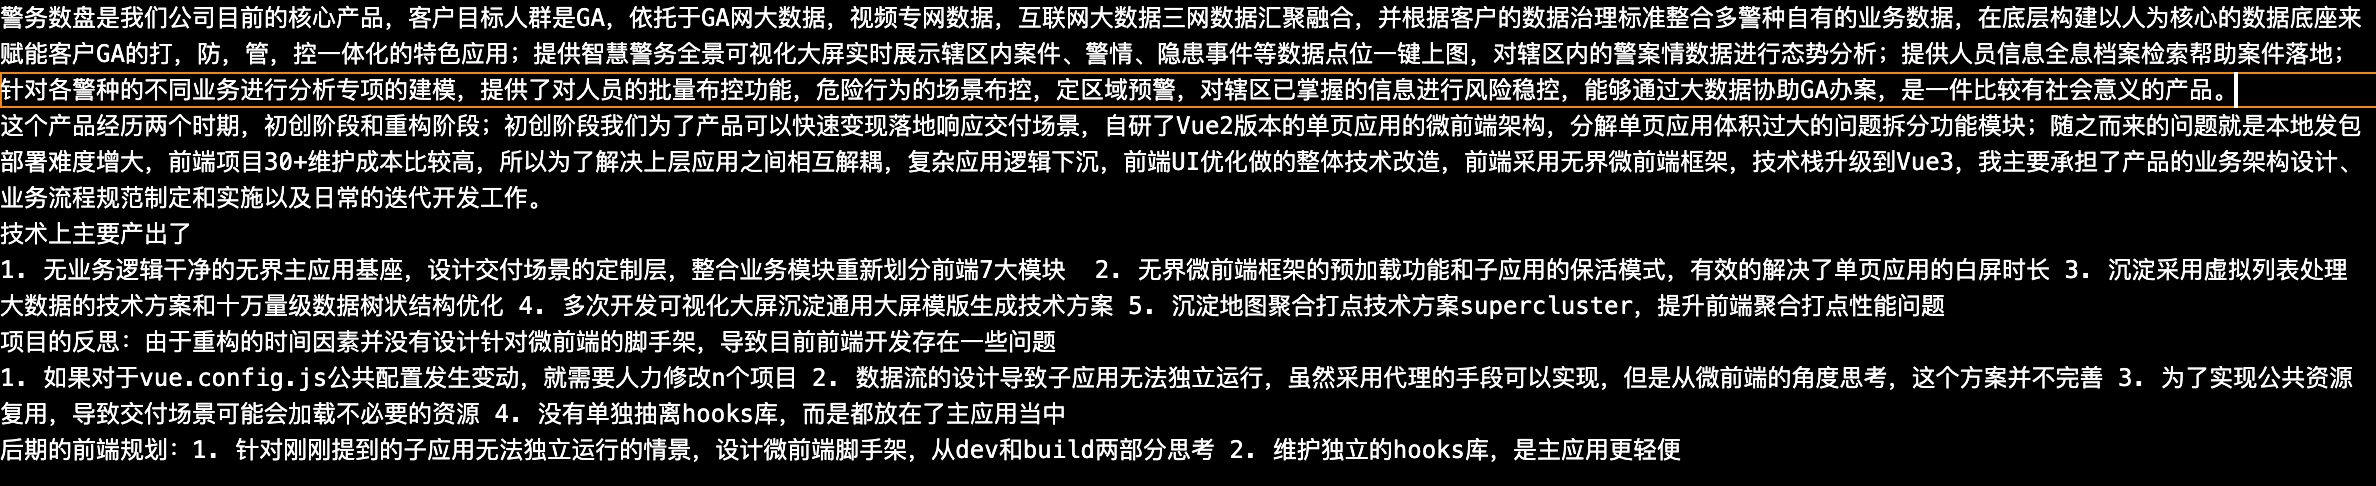 警务数盘是我们公司目前的核心产品，客户目标人群是GA，依托于GA网大数据，视频专网数据，互联网大数据三网数据汇聚融合，并根据客户的数据治理标准整合多警种自有的业务数据，在底层构建以人为核心的数据底座来
赋能客户GA的打，防，管，控一体化的特色应用；提供智慧警务全景可视化大屏实时展示辖区内案件、警情、隐患事件等数据点位一键上图，对辖区内的警案情数据进行态势分析；提供人员信息全息档案检索帮助案件落地；
针对各警种的不同业务进行分析专项的建模，提供了对人员的批量布控功能，危险行为的场景布控，定区域预警，对辖区已掌握的信息进行风险稳控，能够通过大数据协助GA办案，是一件比较有社会意义的产品。
这个产品经历两个时期，初创阶段和重构阶段；初创阶段我们为了产品可以快速变现落地响应交付场景，自研了Vue2版本的单页应用的微前端架构，分解单页应用体积过大的问题拆分功能模块；随之而来的问题就是本地发包
部署难度增大，前端项目30+维护成本比较高，所以为了解决上层应用之间相互解耦，复杂应用逻辑下沉，前端UI优化做的整体技术改造，前端采用无界微前端框架，技术栈升级到Vue3，我主要承担了产品的业务架构设计、
业务流程规范制定和实施以及日常的迭代开发工作。
技术上主要产出了
1. 无业务逻辑干净的无界主应用基座，设计交付场景的定制层，整合业务模块重新划分前端7大模块  2. 无界微前端框架的预加载功能和子应用的保活模式，有效的解决了单页应用的白屏时长 3. 沉淀采用虚拟列表处理
大数据的技术方案和十万量级数据树状结构优化 4. 多次开发可视化大屏沉淀通用大屏模版生成技术方案 5. 沉淀地图聚合打点技术方案supercluster，提升前端聚合打点性能问题
项目的反思：由于重构的时间因素并没有设计针对微前端的脚手架，导致目前前端开发存在一些问题
1. 如果对于vue.config.js公共配置发生变动，就需要人力修改n个项目 2. 数据流的设计导致子应用无法独立运行，虽然采用代理的手段可以实现，但是从微前端的角度思考，这个方案并不完善 3. 为了实现公共资源
复用，导致交付场景可能会加载不必要的资源 4. 没有单独抽离hooks库，而是都放在了主应用当中
后期的前端规划：1. 针对刚刚提到的子应用无法独立运行的情景，设计微前端脚手架，从dev和build两部分思考 2. 维护独立的hooks库，是主应用更轻便